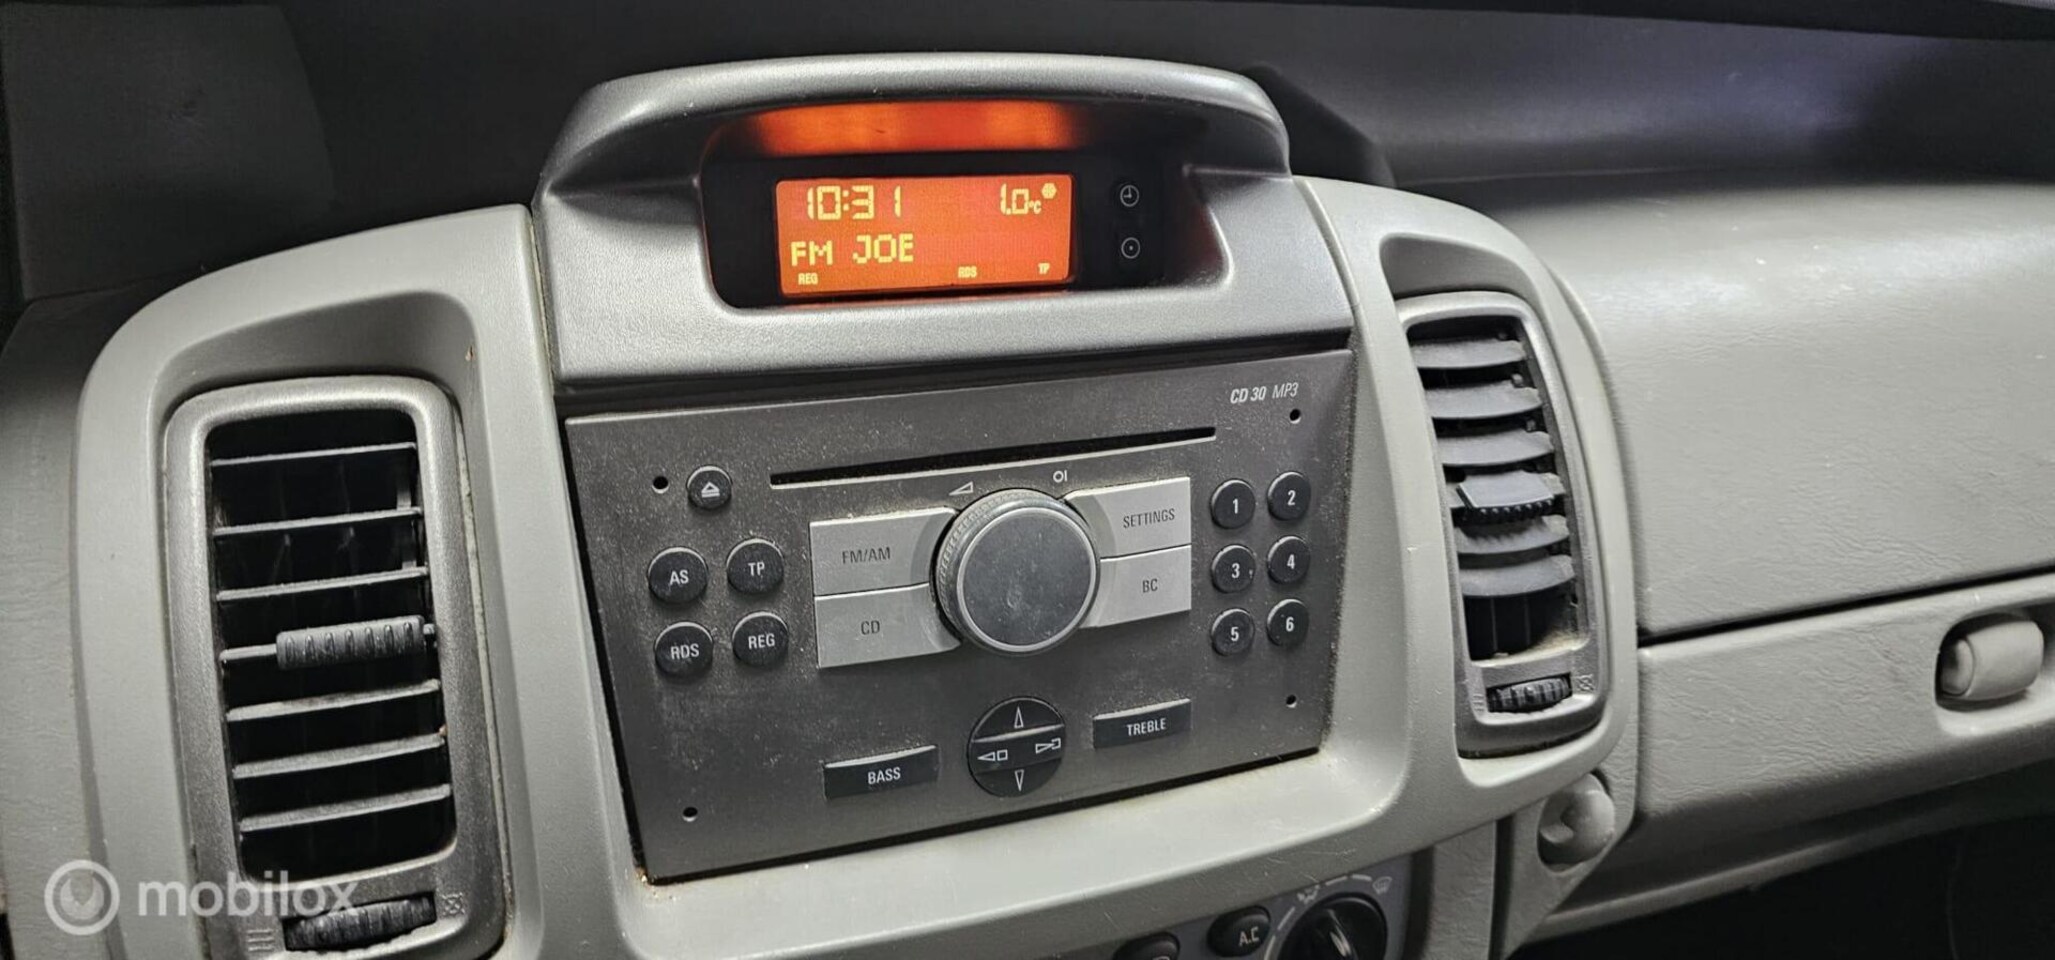 10:31 1.0°C
FM JOE
REG RDS TP
CD 30 MP3
SETTINGS
1 2
FM/AM
AS TP
BC
3 4
CD
RDS REG
5 6
TREBLE
BASS
mobilox
A.C